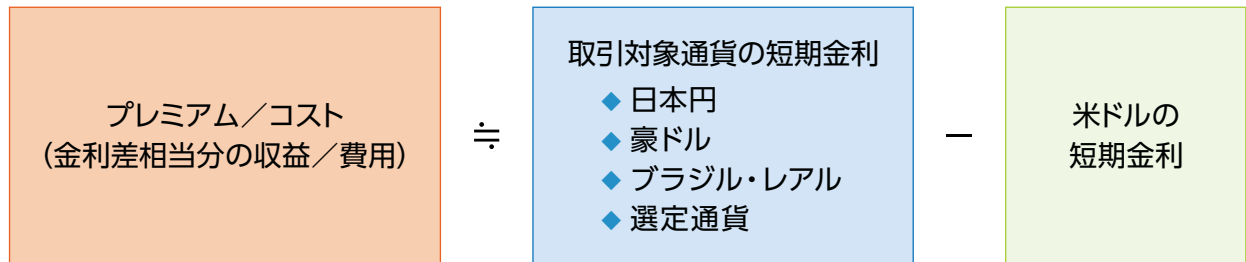 プレミアム／コスト
（金利差相当分の収益／費用）
≒
取引対象通貨の短期金利
◆ 日本円
◆ 豪ドル
◆ ブラジル・レアル
◆ 選定通貨
－
米ドルの
短期金利